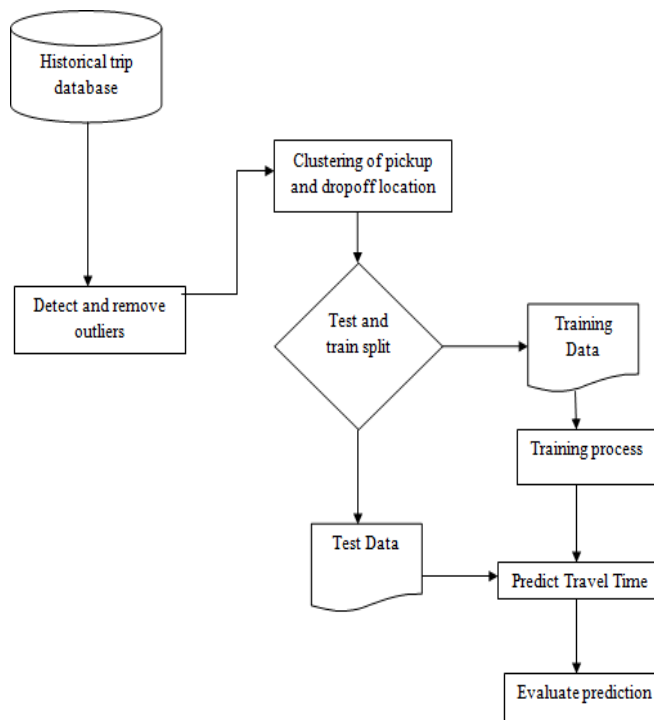 Historical trip
database
Clustering of pickup
and dropoff location
Detect and remove
outliers
Test and
train split
Training
Data
Training process
Test Data
Predict Travel Time
Evaluate prediction